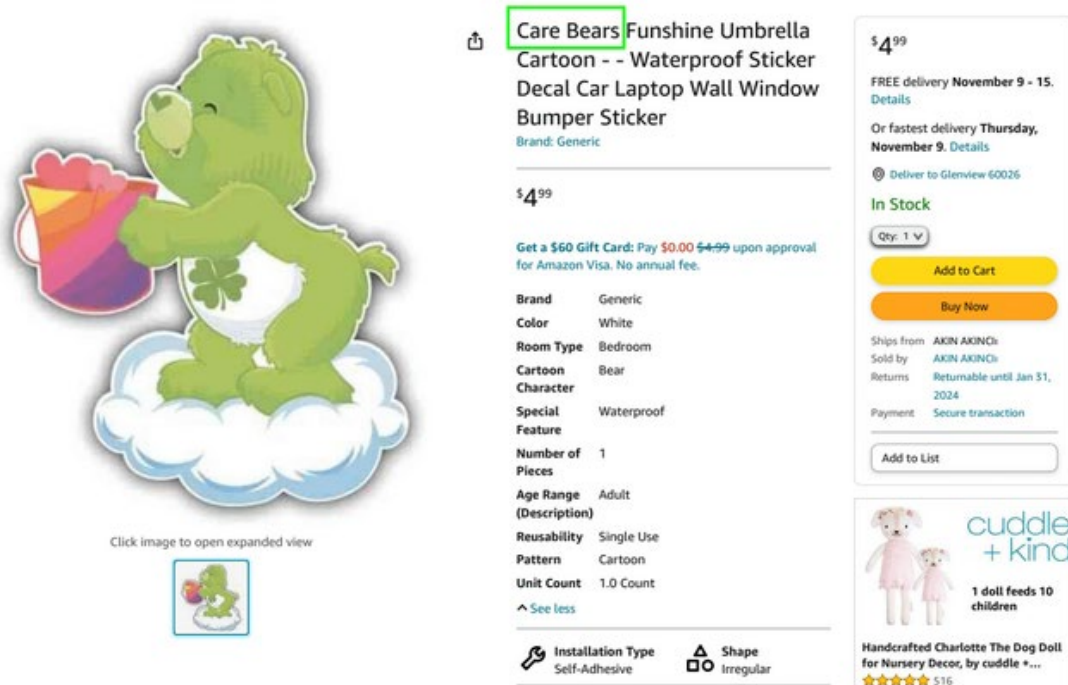 Care Bears Funshine Umbrella
Cartoon - - Waterproof Sticker
Decal Car Laptop Wall Window
Bumper Sticker
Brand: Generic
$4.99
Get a $60 Gift Card: Pay $0.00 $4.99 upon approval
for Amazon Visa. No annual fee.
Brand Generic
Color White
Room Type Bedroom
Cartoon Bear
Character
Special Waterproof
Feature
Number of 1
Pieces
Age Range Adult
(Description)
Reusability Single Use
Pattern Cartoon
Unit Count 1.0 Count
See less
Installation Type
Self-Adhesive
Shape
Irregular
Click image to open expanded view
$4.99
FREE delivery November 9 - 15.
Details
Or fastest delivery Thursday,
November 9. Details
Deliver to Glenview 60026
In Stock
Qty: 1
Add to Cart
Buy Now
Ships from AKIN AKINCI
Sold by AKIN AKINCI
Returns Returnable until Jan 31,
2024
Payment Secure transaction
Add to List
cuddle
+ kind
1 doll feeds 10
children
Handcrafted Charlotte The Dog Doll
for Nursery Decor, by cuddle +...
516